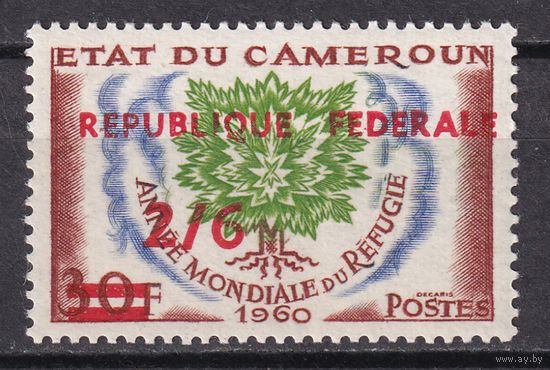 ETAT DU CAMEROUN
REPUBLIQUE FEDERALE
2/6
ANNÉE MONDIALE DU RÉFUGIÉ
30F
1960
DECARIS
POSTES
www.ay.by